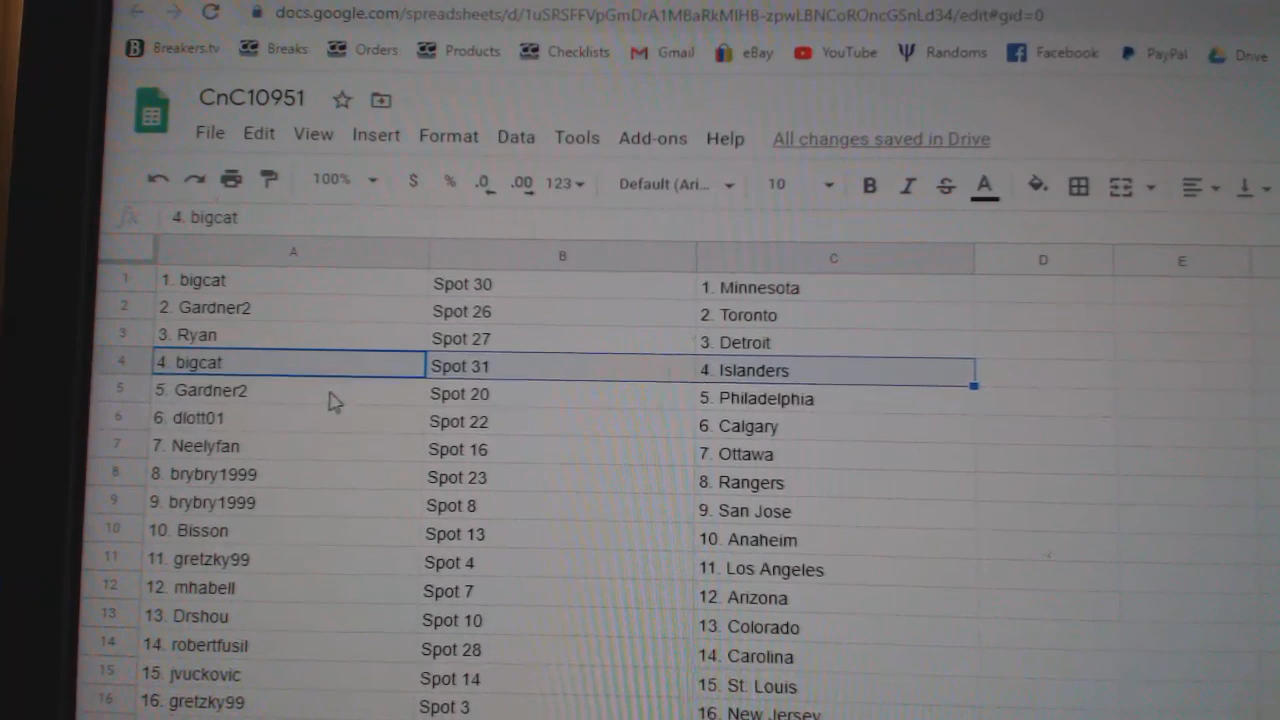 docs.google.com/spreadsheets/d/1uSRSFFVpGmDrA1MBaRkMIHB-zpwLBNCoROncGSnLd34/edit#gid=0
Breakers.tv Breaks Orders Products Checklists Gmail eBay YouTube Randoms Facebook PayPal Drive
CnC10951
File Edit View Insert Format Data Tools Add-ons Help All changes saved in Drive
100% $ % .0 .00 123 Default (Ari... 10 B I S A
fx 4. bigcat
A B C D E
1 1. bigcat Spot 30 1. Minnesota
2 2. Gardner2 Spot 26 2. Toronto
3 3. Ryan Spot 27 3. Detroit
4 4. bigcat Spot 31 4. Islanders
5 5. Gardner2 Spot 20 5. Philadelphia
6 6. dlott01 Spot 22 6. Calgary
7 7. Neelyfan Spot 16 7. Ottawa
8 8. brybry1999 Spot 23 8. Rangers
9 9. brybry1999 Spot 8 9. San Jose
10 10. Bisson Spot 13 10. Anaheim
11 11. gretzky99 Spot 4 11. Los Angeles
12 12. mhabell Spot 7 12. Arizona
13 13. Drshou Spot 10 13. Colorado
14 14. robertfusil Spot 28 14. Carolina
15 15. jvuckovic Spot 14 15. St. Louis
16 16. gretzky99 Spot 3 16. New Jersey